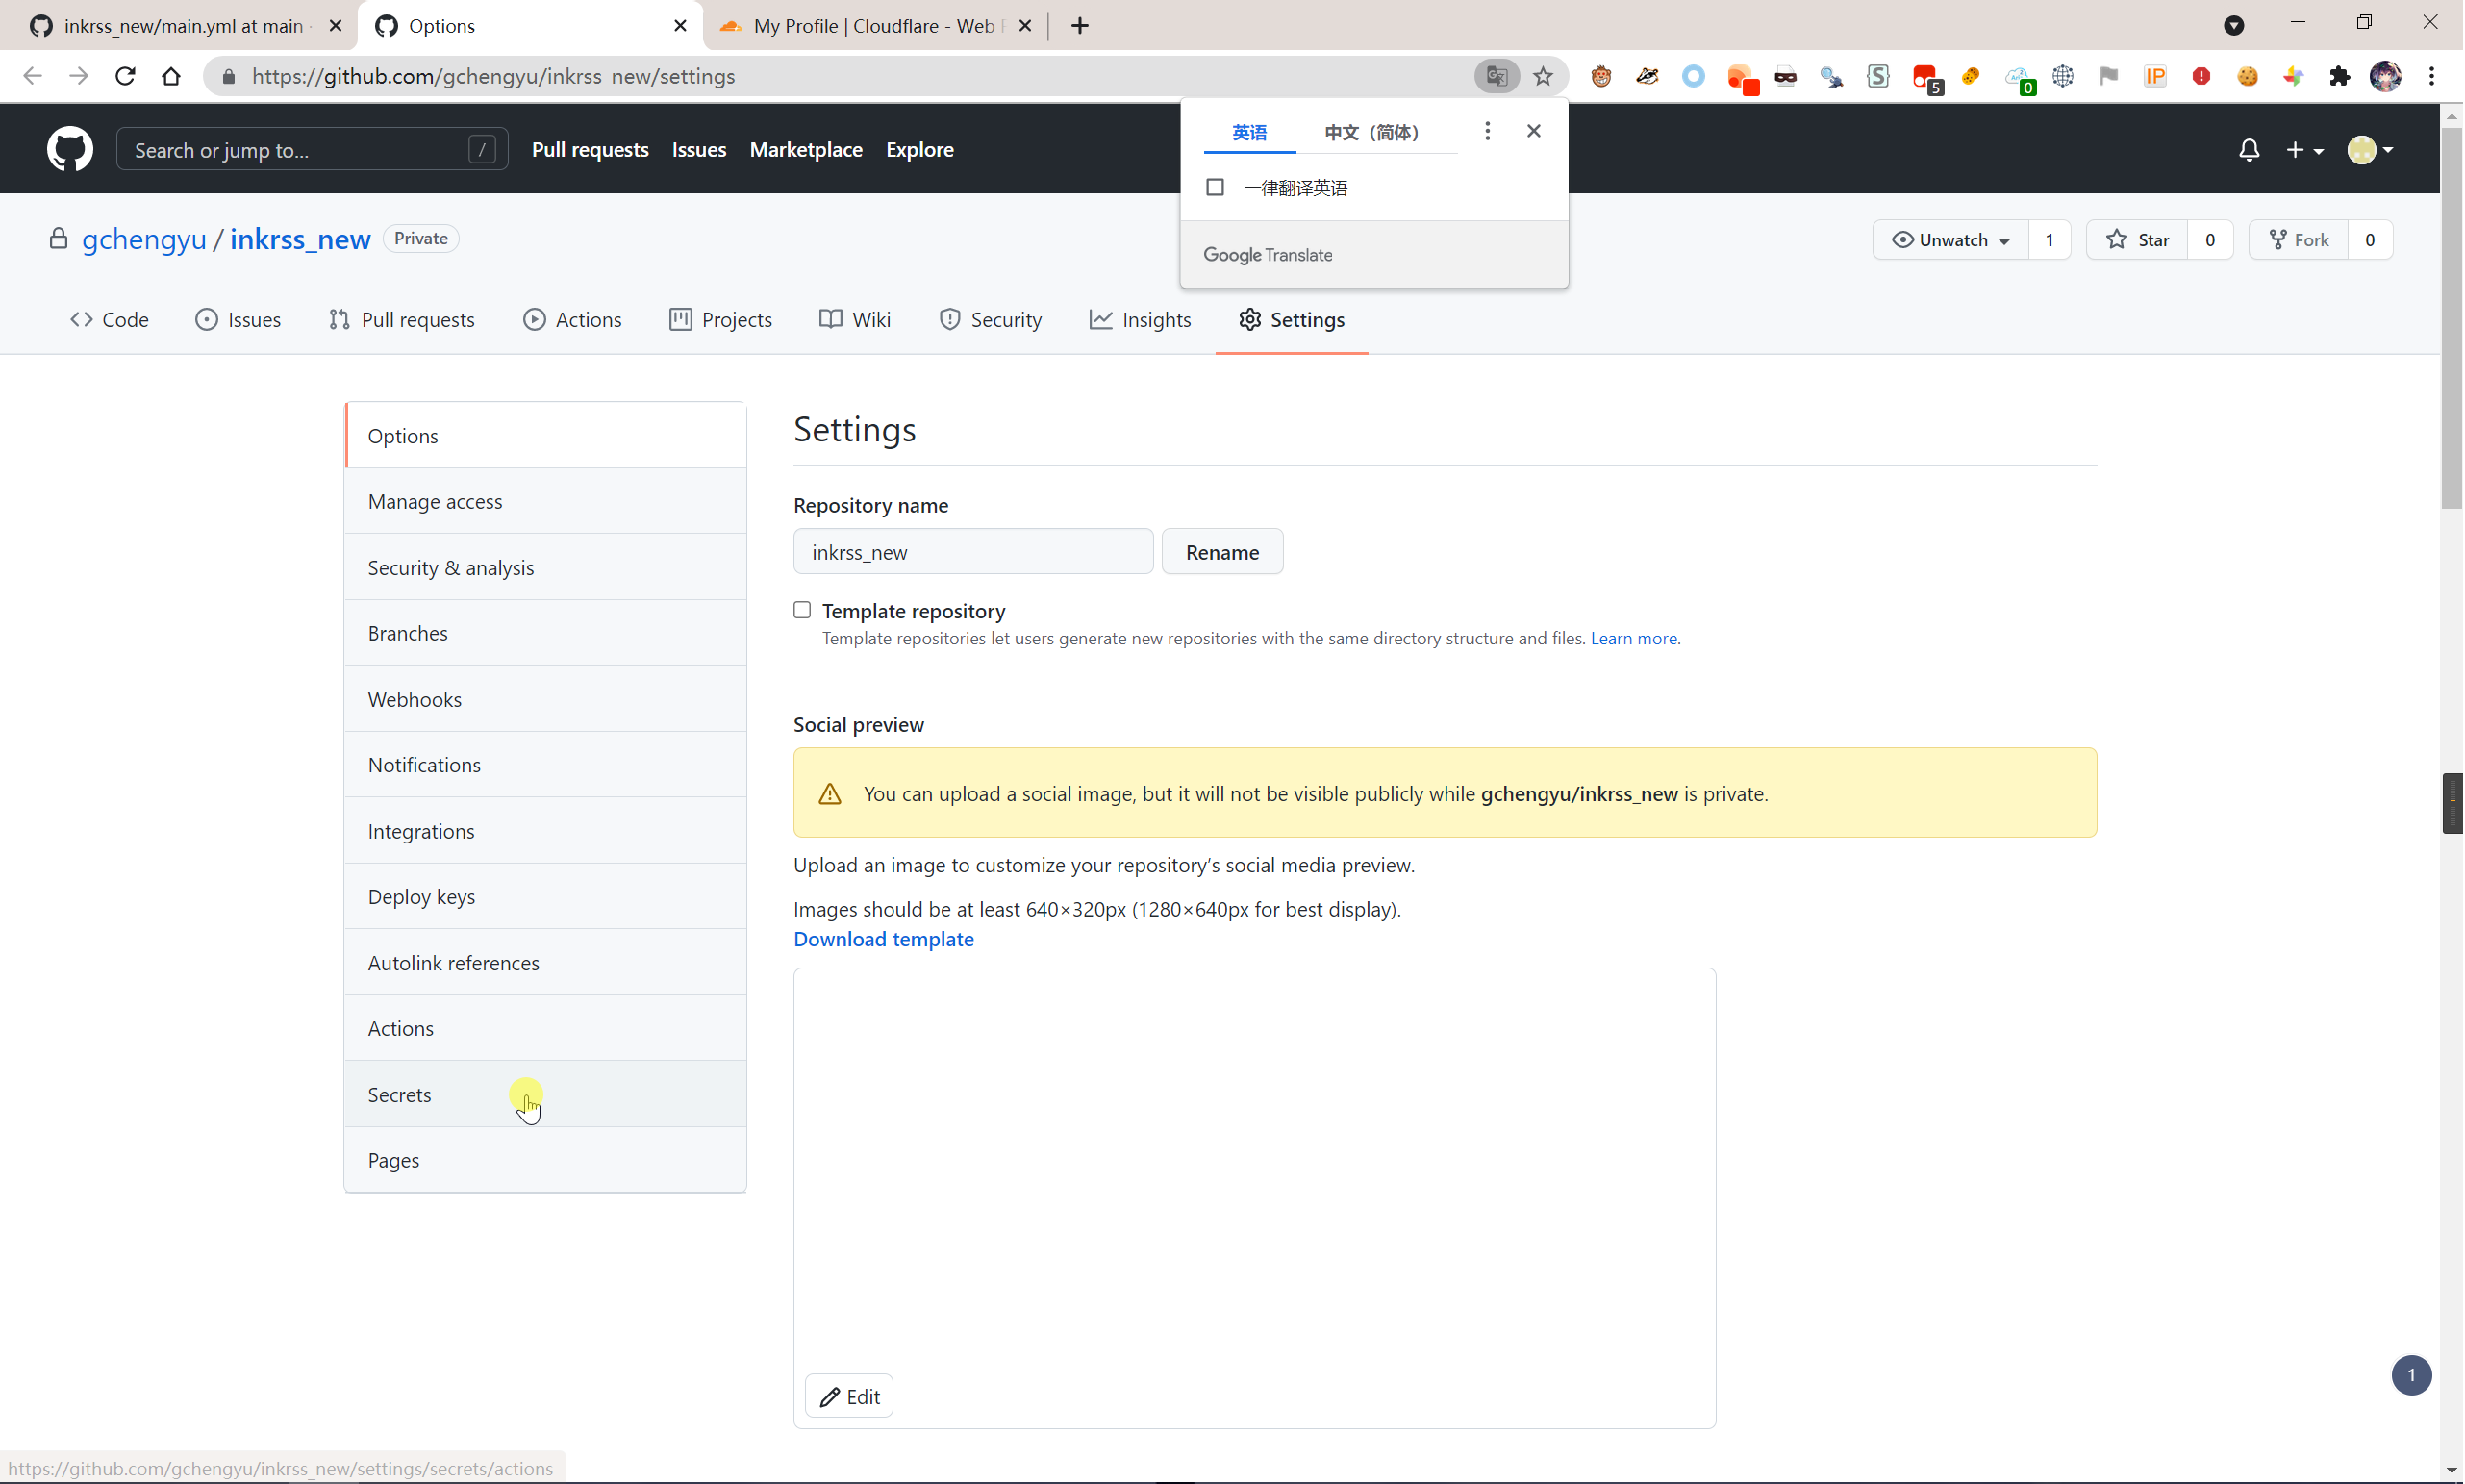 inkrss_new/main.yml at main
Options
My Profile | Cloudflare - Web
https://github.com/gchengyu/inkrss_new/settings
5
0
IP
英语
中文（简体）
一律翻译英语
Google Translate
Search or jump to...
/
Pull requests
Issues
Marketplace
Explore
gchengyu / inkrss_new
Private
Unwatch
1
Star
0
Fork
0
Code
Issues
Pull requests
Actions
Projects
Wiki
Security
Insights
Settings
Options
Manage access
Security & analysis
Branches
Webhooks
Notifications
Integrations
Deploy keys
Autolink references
Actions
Secrets
Pages
Settings
Repository name
inkrss_new
Rename
Template repository
Template repositories let users generate new repositories with the same directory structure and files. Learn more.
Social preview
You can upload a social image, but it will not be visible publicly while gchengyu/inkrss_new is private.
Upload an image to customize your repository's social media preview.
Images should be at least 640×320px (1280×640px for best display).
Download template
Edit
1
https://github.com/gchengyu/inkrss_new/settings/secrets/actions